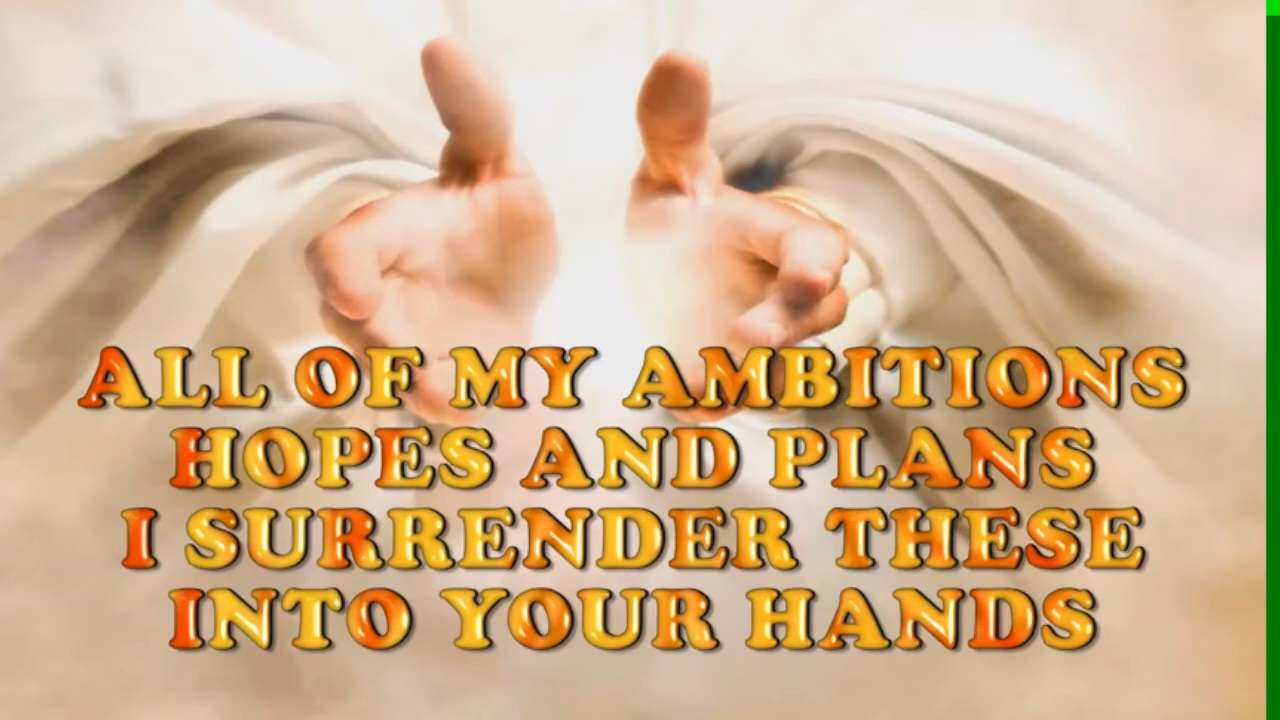 ALL OF MY AMBITIONS
HOPES AND PLANS
I SURRENDER THESE
INTO YOUR HANDS